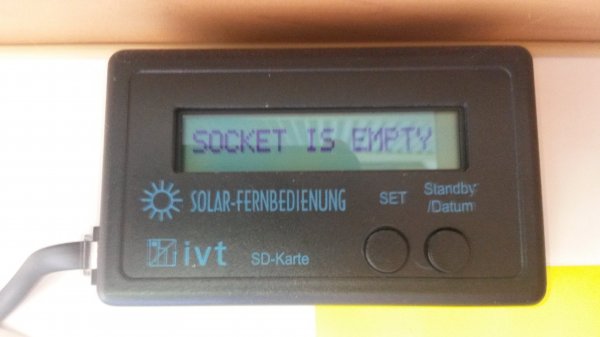 SOCKET IS EMPTY
SOLAR-FERNBEDIENUNG
SET
Standby
/Datum
ivt
SD-Karte